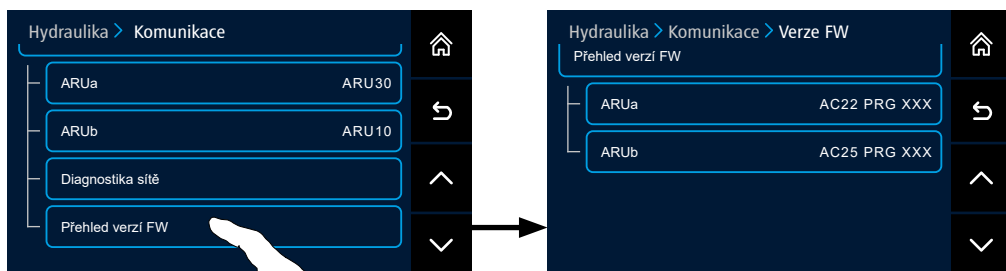 Hydraulika > Komunikace
ARUa ARU30
ARUb ARU10
Diagnostika sítě
Přehled verzí FW
Hydraulika > Komunikace > Verze FW
Přehled verzí FW
ARUa AC22 PRG XXX
ARUb AC25 PRG XXX